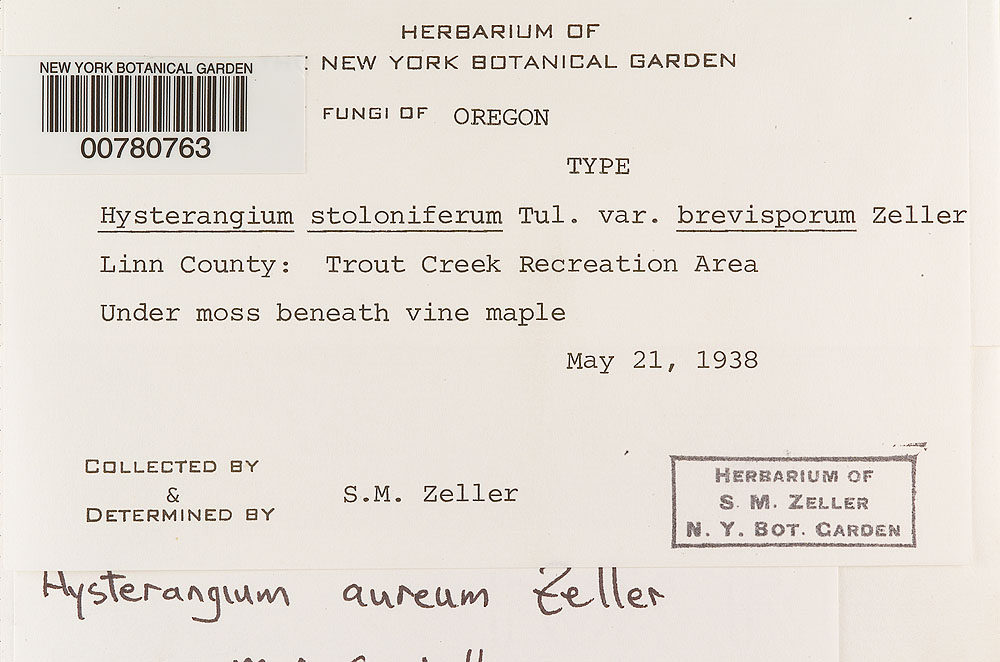 HERBARIUM OF
NEW YORK BOTANICAL GARDEN
NEW YORK BOTANICAL GARDEN
00780763
FUNGI OF OREGON
TYPE
Hysterangium stoloniferum Tul. var. brevisporum Zeller
Linn County: Trout Creek Recreation Area
Under moss beneath vine maple
May 21, 1938
COLLECTED BY
&
DETERMINED BY
S.M. Zeller
HERBARIUM OF
S. M. ZELLER
N. Y. BOT. GARDEN
Hysterangium aureum Zeller